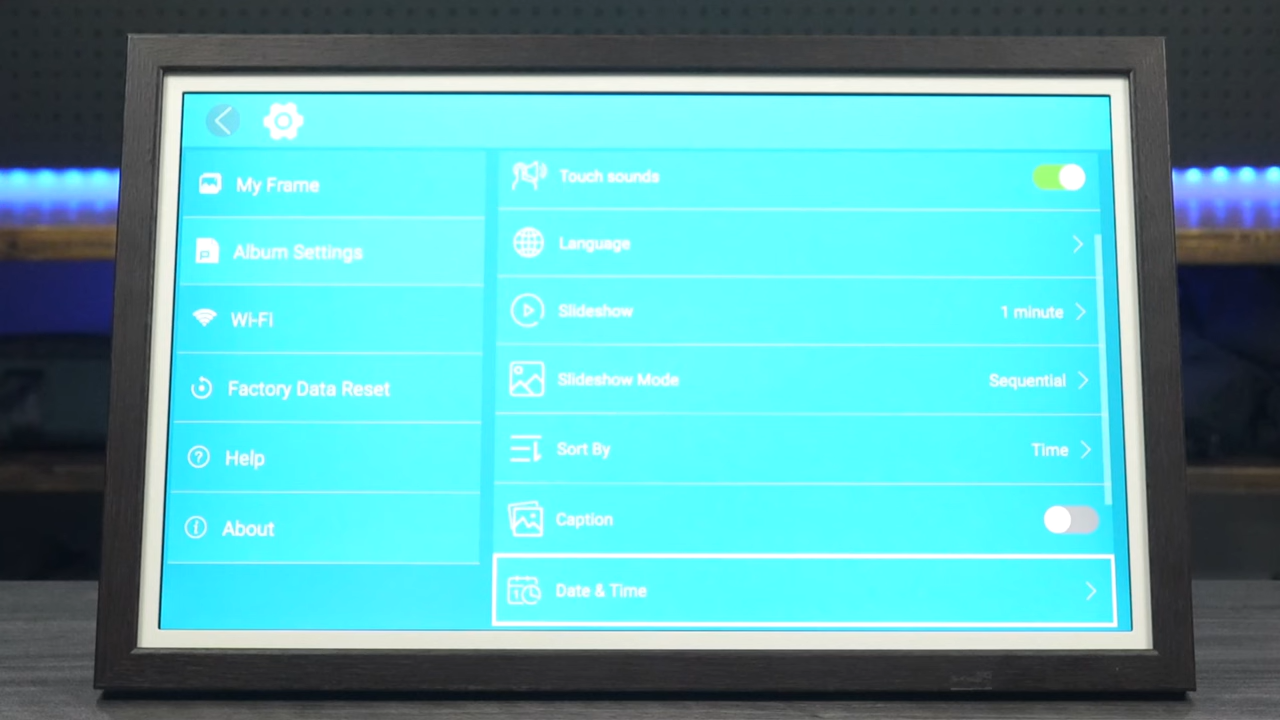 My Frame
Album Settings
Wi-Fi
Factory Data Reset
Help
About
Touch sounds
Language
Slideshow 1 minute
Slideshow Mode Sequential
Sort By Time
Caption
Date & Time